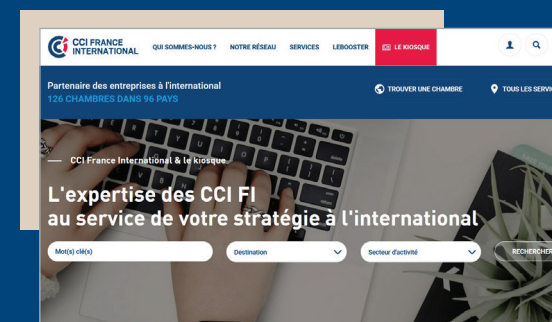 CCI FRANCE
INTERNATIONAL
QUI SOMMES-NOUS ?
NOTRE RÉSEAU
SERVICES
LEBOOSTER
LE KIOSQUE
Partenaire des entreprises à l'international
126 CHAMBRES DANS 96 PAYS
TROUVER UNE CHAMBRE
TOUS LES SERVI
CCI France International & le kiosque
L'expertise des CCI FI
au service de votre stratégie à l'international
Mot(s) clé(s)
Destination
Secteur d'activité
RECHERCHER